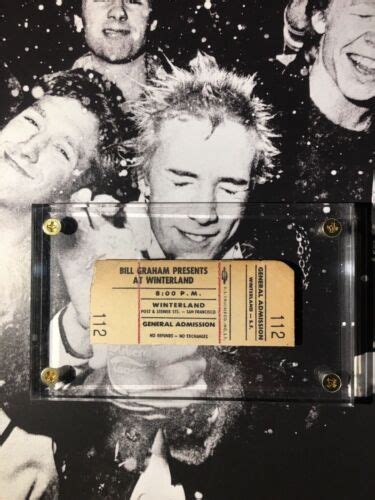 BILL GRAHAM PRESENTS
AT WINTERLAND
8:00 P.M.
WINTERLAND
POST & STEINER STS. — SAN FRANCISCO
GENERAL ADMISSION
NO REFUNDS — NO EXCHANGES
112
GENERAL ADMISSION
WINTERLAND - S.F.
112